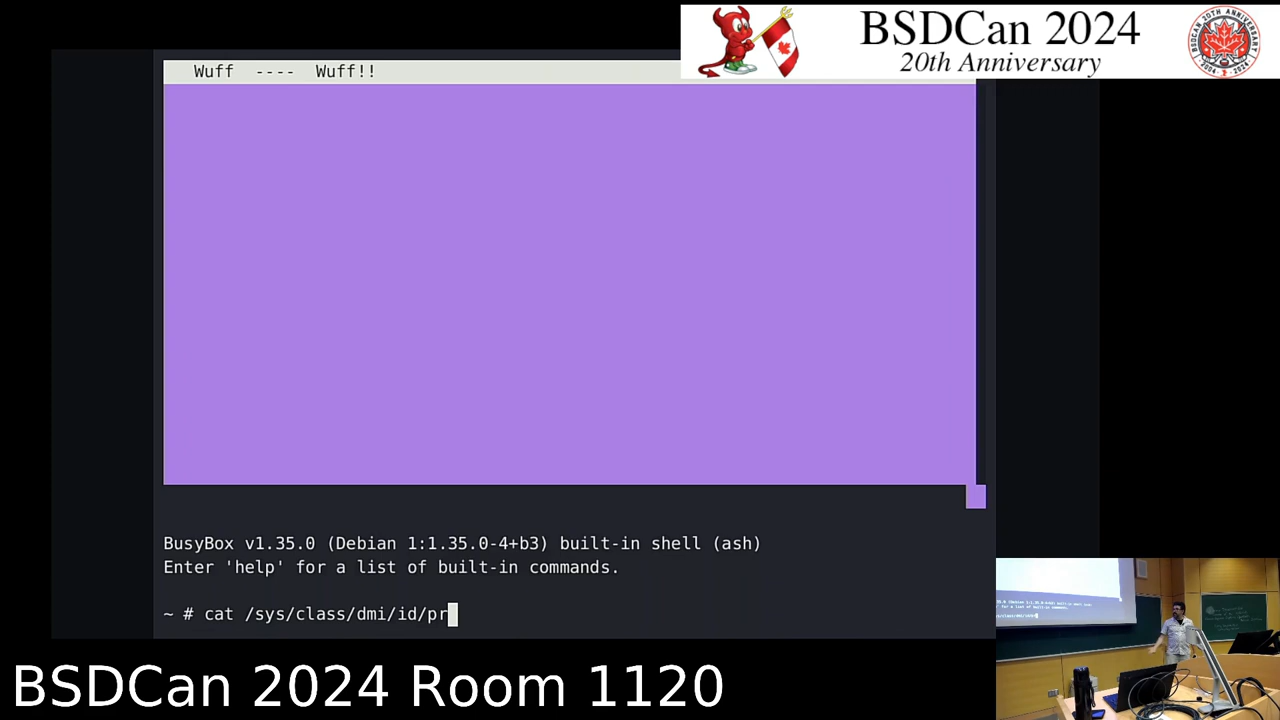 BSDCan 2024
20th Anniversary
Wuff ---- Wuff!!
BusyBox v1.35.0 (Debian 1:1.35.0-4+b3) built-in shell (ash)
Enter 'help' for a list of built-in commands.
~ # cat /sys/class/dmi/id/pr
BSDCan 2024 Room 1120